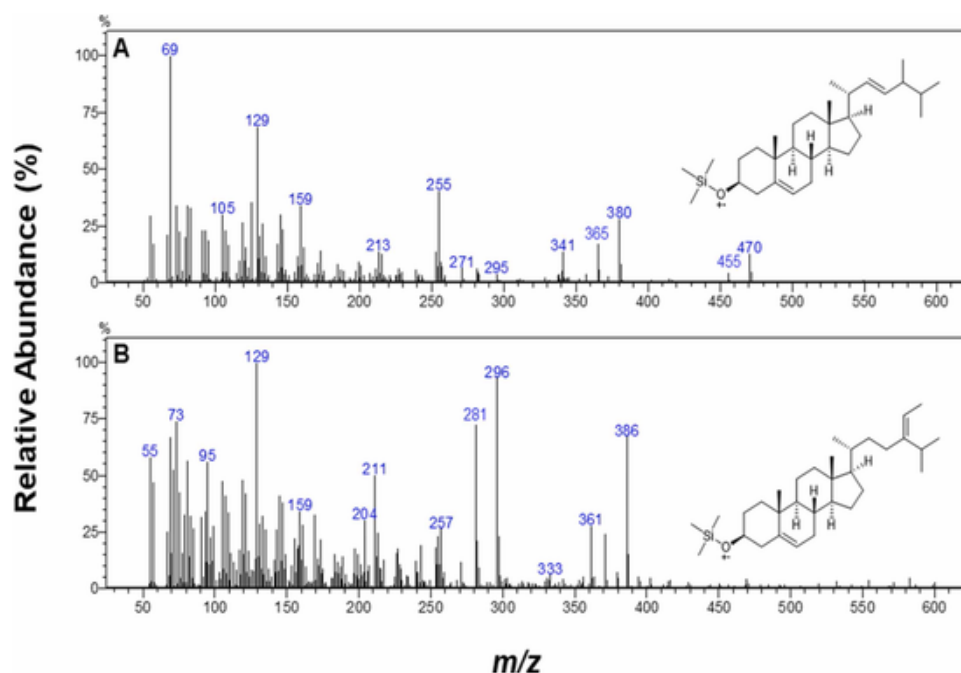 Relative Abundance (%)
%
A
100
75
50
25
0
69
129
105
159
213
255
271
295
341
365
380
455
470
H
H
H
Si
O
+•
50 100 150 200 250 300 350 400 450 500 550 600
%
B
100
75
50
25
0
55
73
95
129
159
204
211
257
281
296
333
361
386
H
H
H
Si
O
+•
50 100 150 200 250 300 350 400 450 500 550 600
m/z